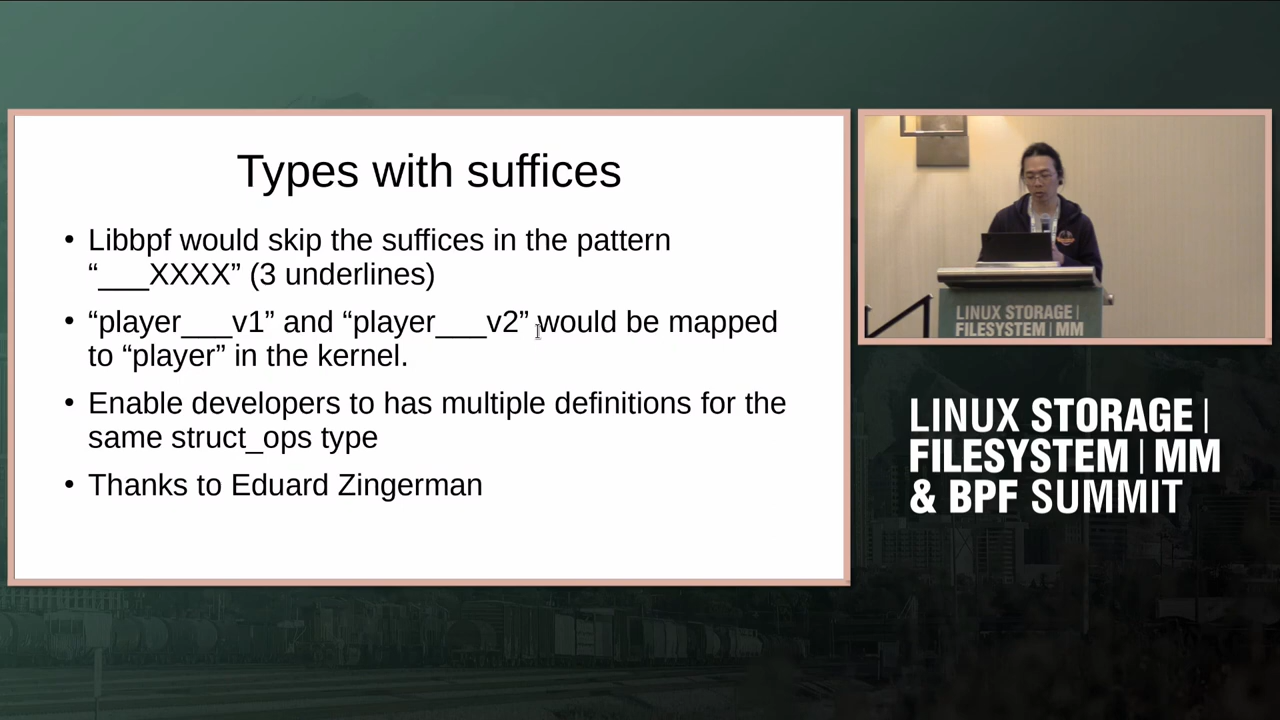 Types with suffices
• Libbpf would skip the suffices in the pattern
“___XXXX” (3 underlines)
• “player___v1” and “player___v2” would be mapped
to “player” in the kernel.
• Enable developers to has multiple definitions for the
same struct_ops type
• Thanks to Eduard Zingerman
LINUX STORAGE |
FILESYSTEM | MM
LINUX STORAGE |
FILESYSTEM | MM
& BPF SUMMIT